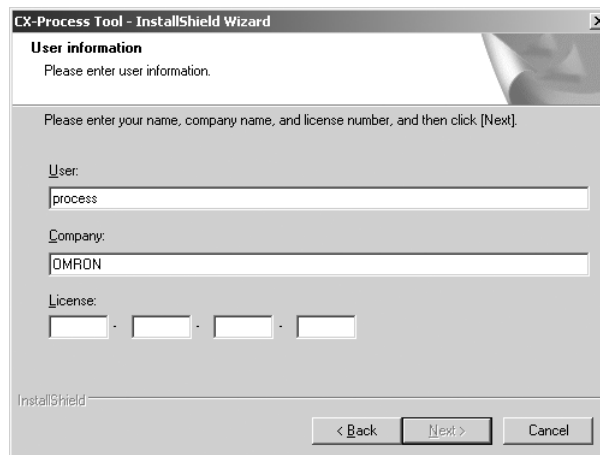 CX-Process Tool - InstallShield Wizard
User information
Please enter user information.
Please enter your name, company name, and license number, and then click [Next].
User:
process
Company:
OMRON
License:
- - -
InstallShield
< Back Next > Cancel